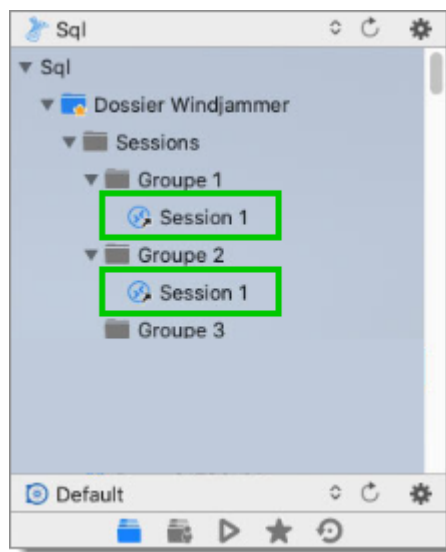 Sql
Sql
Dossier Windjammer
Sessions
Groupe 1
Session 1
Groupe 2
Session 1
Groupe 3
Default